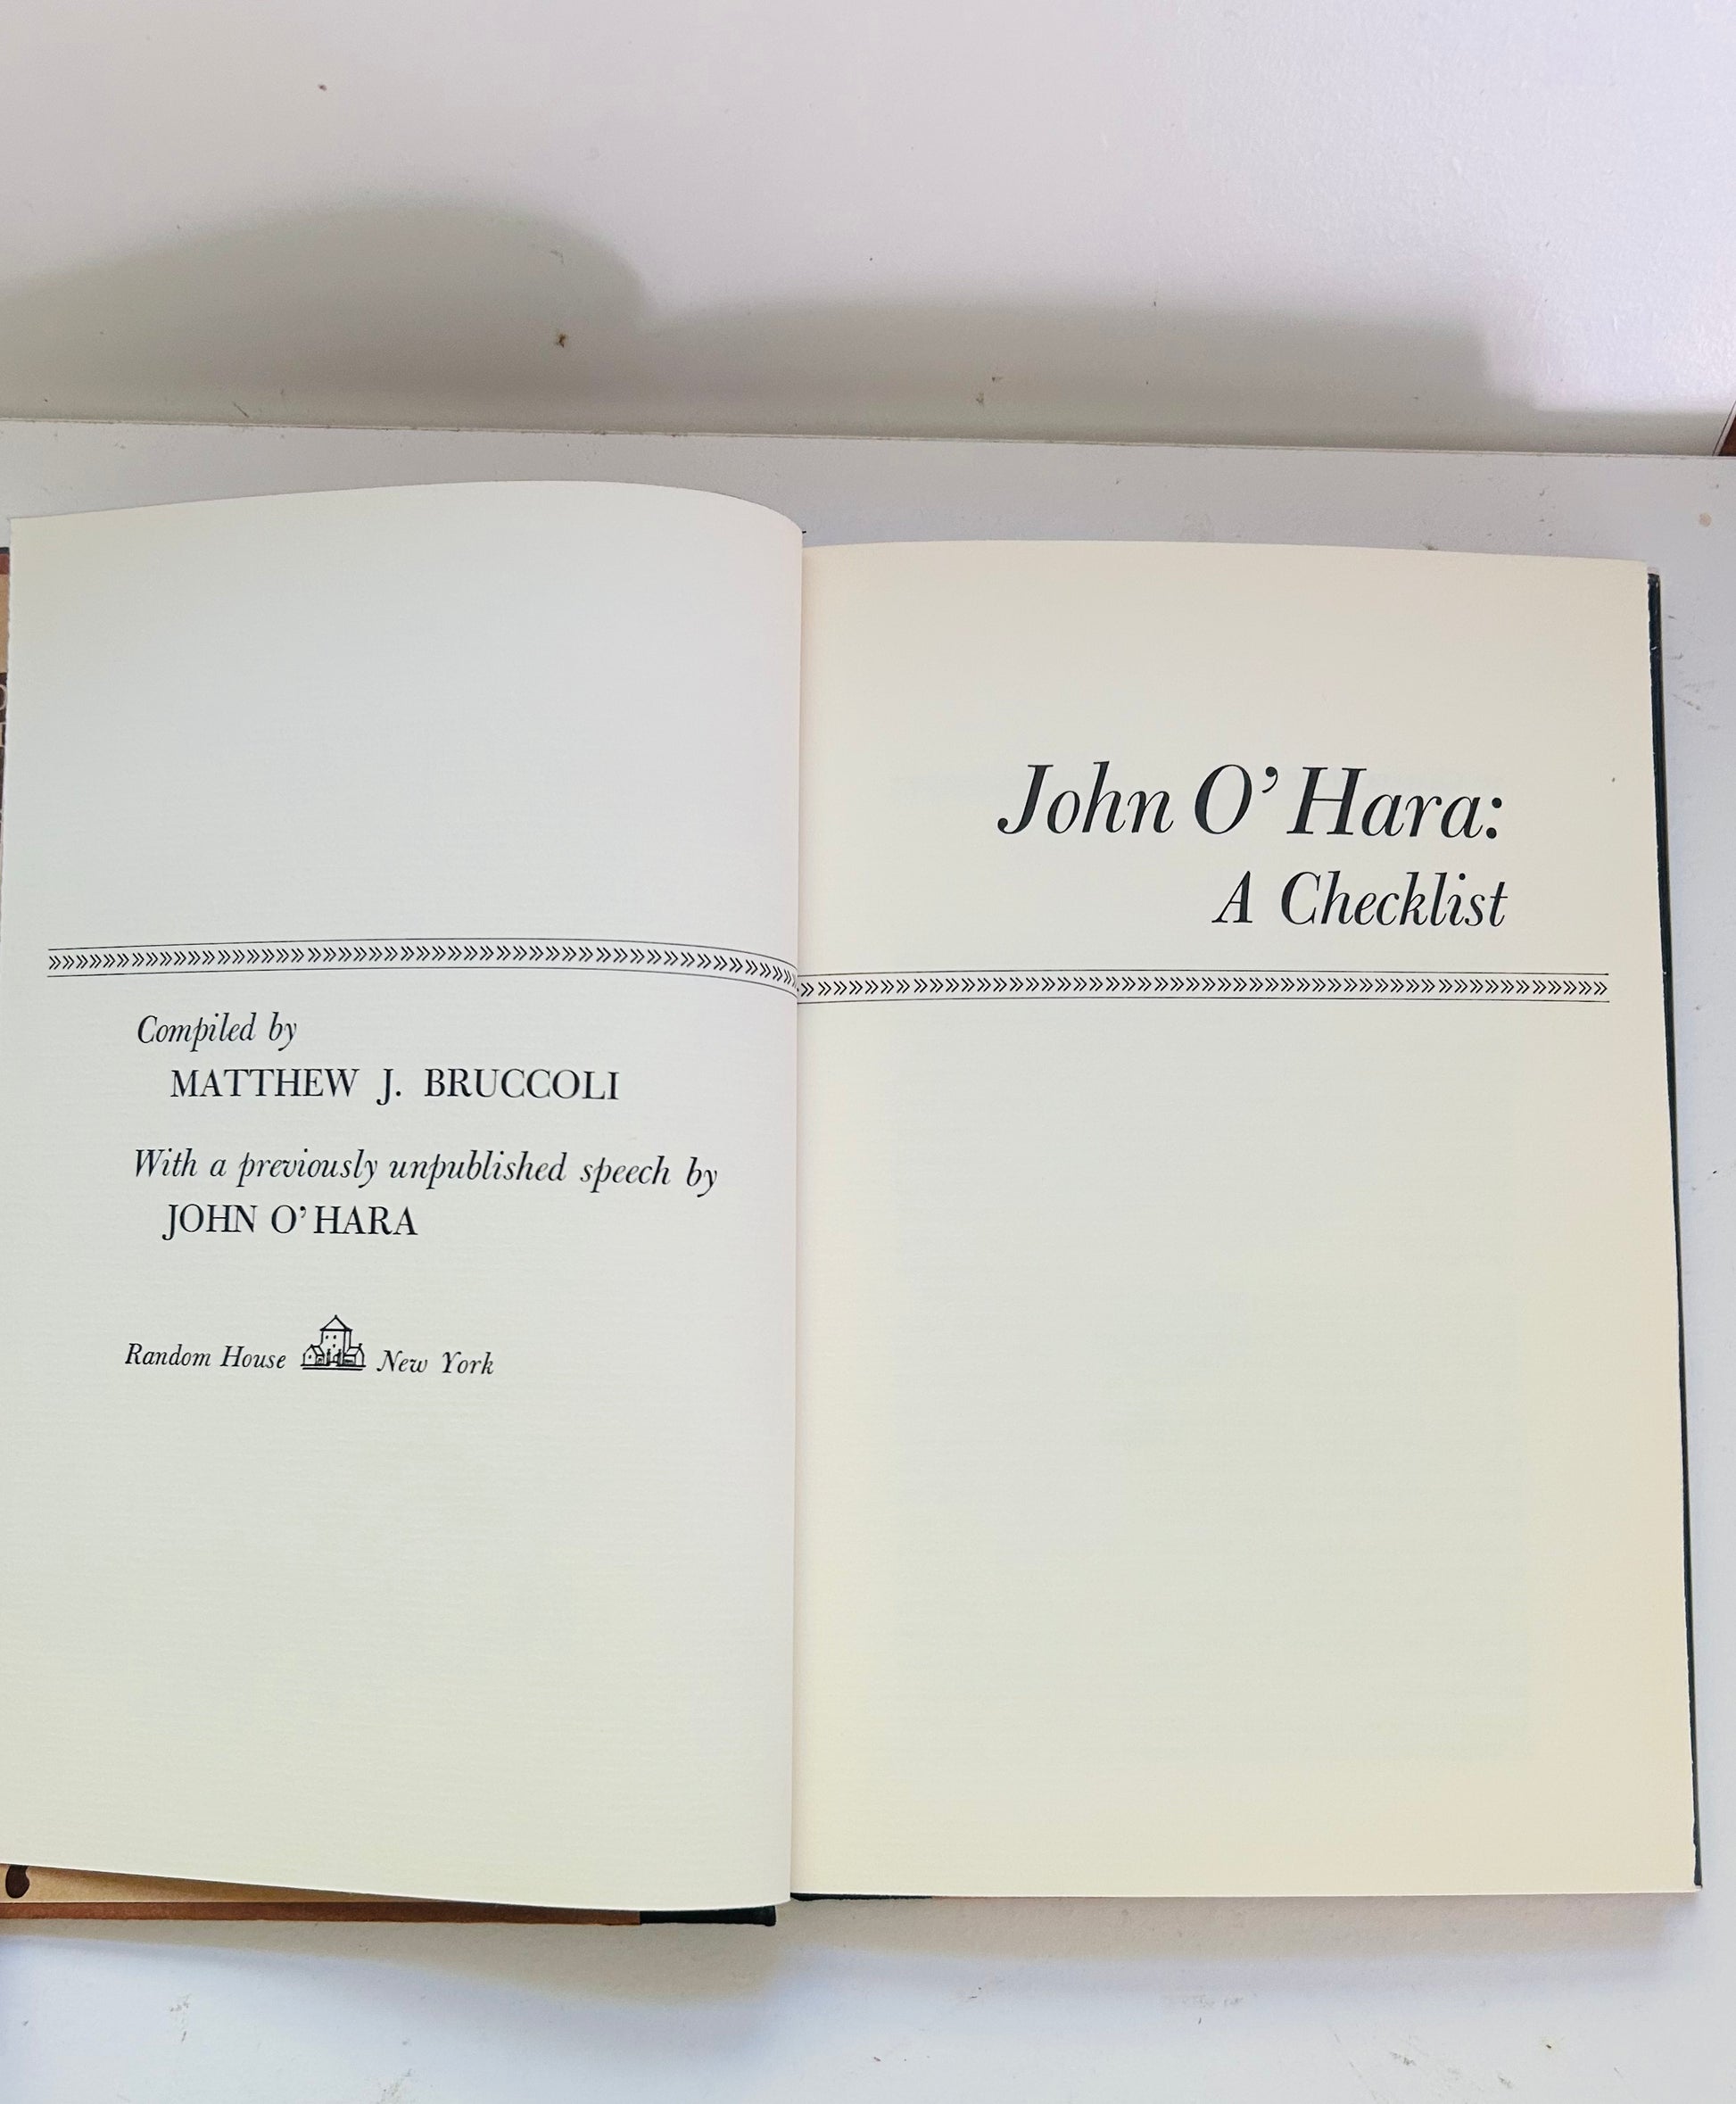 Compiled by
MATTHEW J. BRUCCOLI
With a previously unpublished speech by
JOHN O'HARA
Random House New York
John O'Hara:
A Checklist